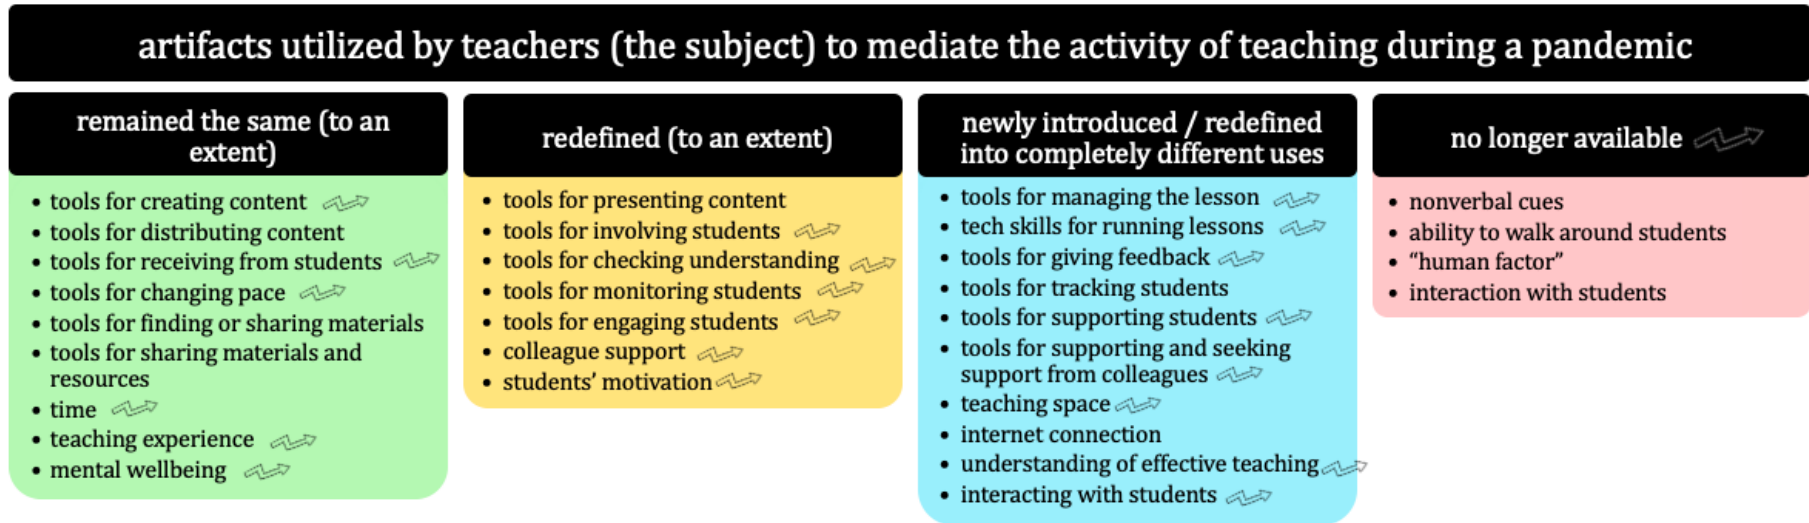 artifacts utilized by teachers (the subject) to mediate the activity of teaching during a pandemic
remained the same (to an
extent)
• tools for creating content
• tools for distributing content
• tools for receiving from students
• tools for changing pace
• tools for finding or sharing materials
• tools for sharing materials and
resources
• time
• teaching experience
• mental wellbeing
redefined (to an extent)
• tools for presenting content
• tools for involving students
• tools for checking understanding
• tools for monitoring students
• tools for engaging students
• colleague support
• students’ motivation
newly introduced / redefined
into completely different uses
• tools for managing the lesson
• tech skills for running lessons
• tools for giving feedback
• tools for tracking students
• tools for supporting students
• tools for supporting and seeking
support from colleagues
• teaching space
• internet connection
• understanding of effective teaching
• interacting with students
no longer available
• nonverbal cues
• ability to walk around students
• “human factor”
• interaction with students